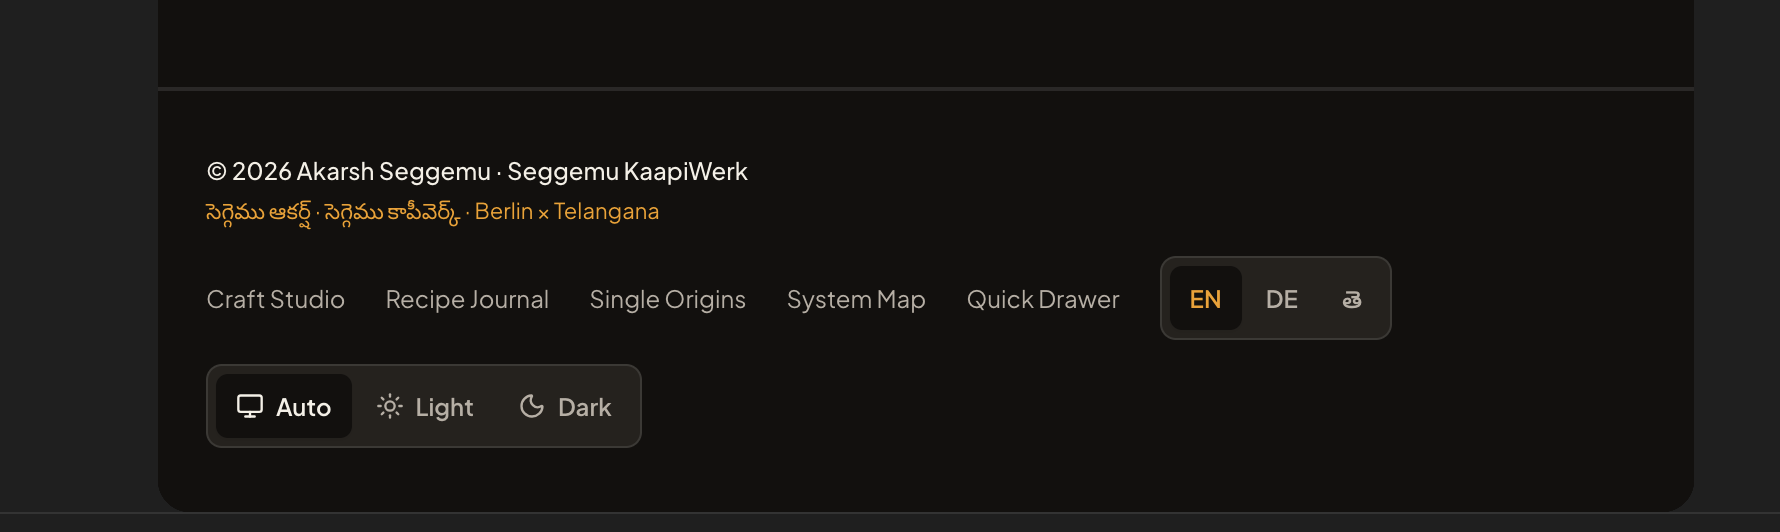 © 2026 Akarsh Seggemu · Seggemu KaapiWerk
సెగ్గెము ఆకర్ష్ · సెగ్గెము కాపీవెర్క్ · Berlin × Telangana
Craft Studio Recipe Journal Single Origins System Map Quick Drawer EN DE తె
Auto Light Dark